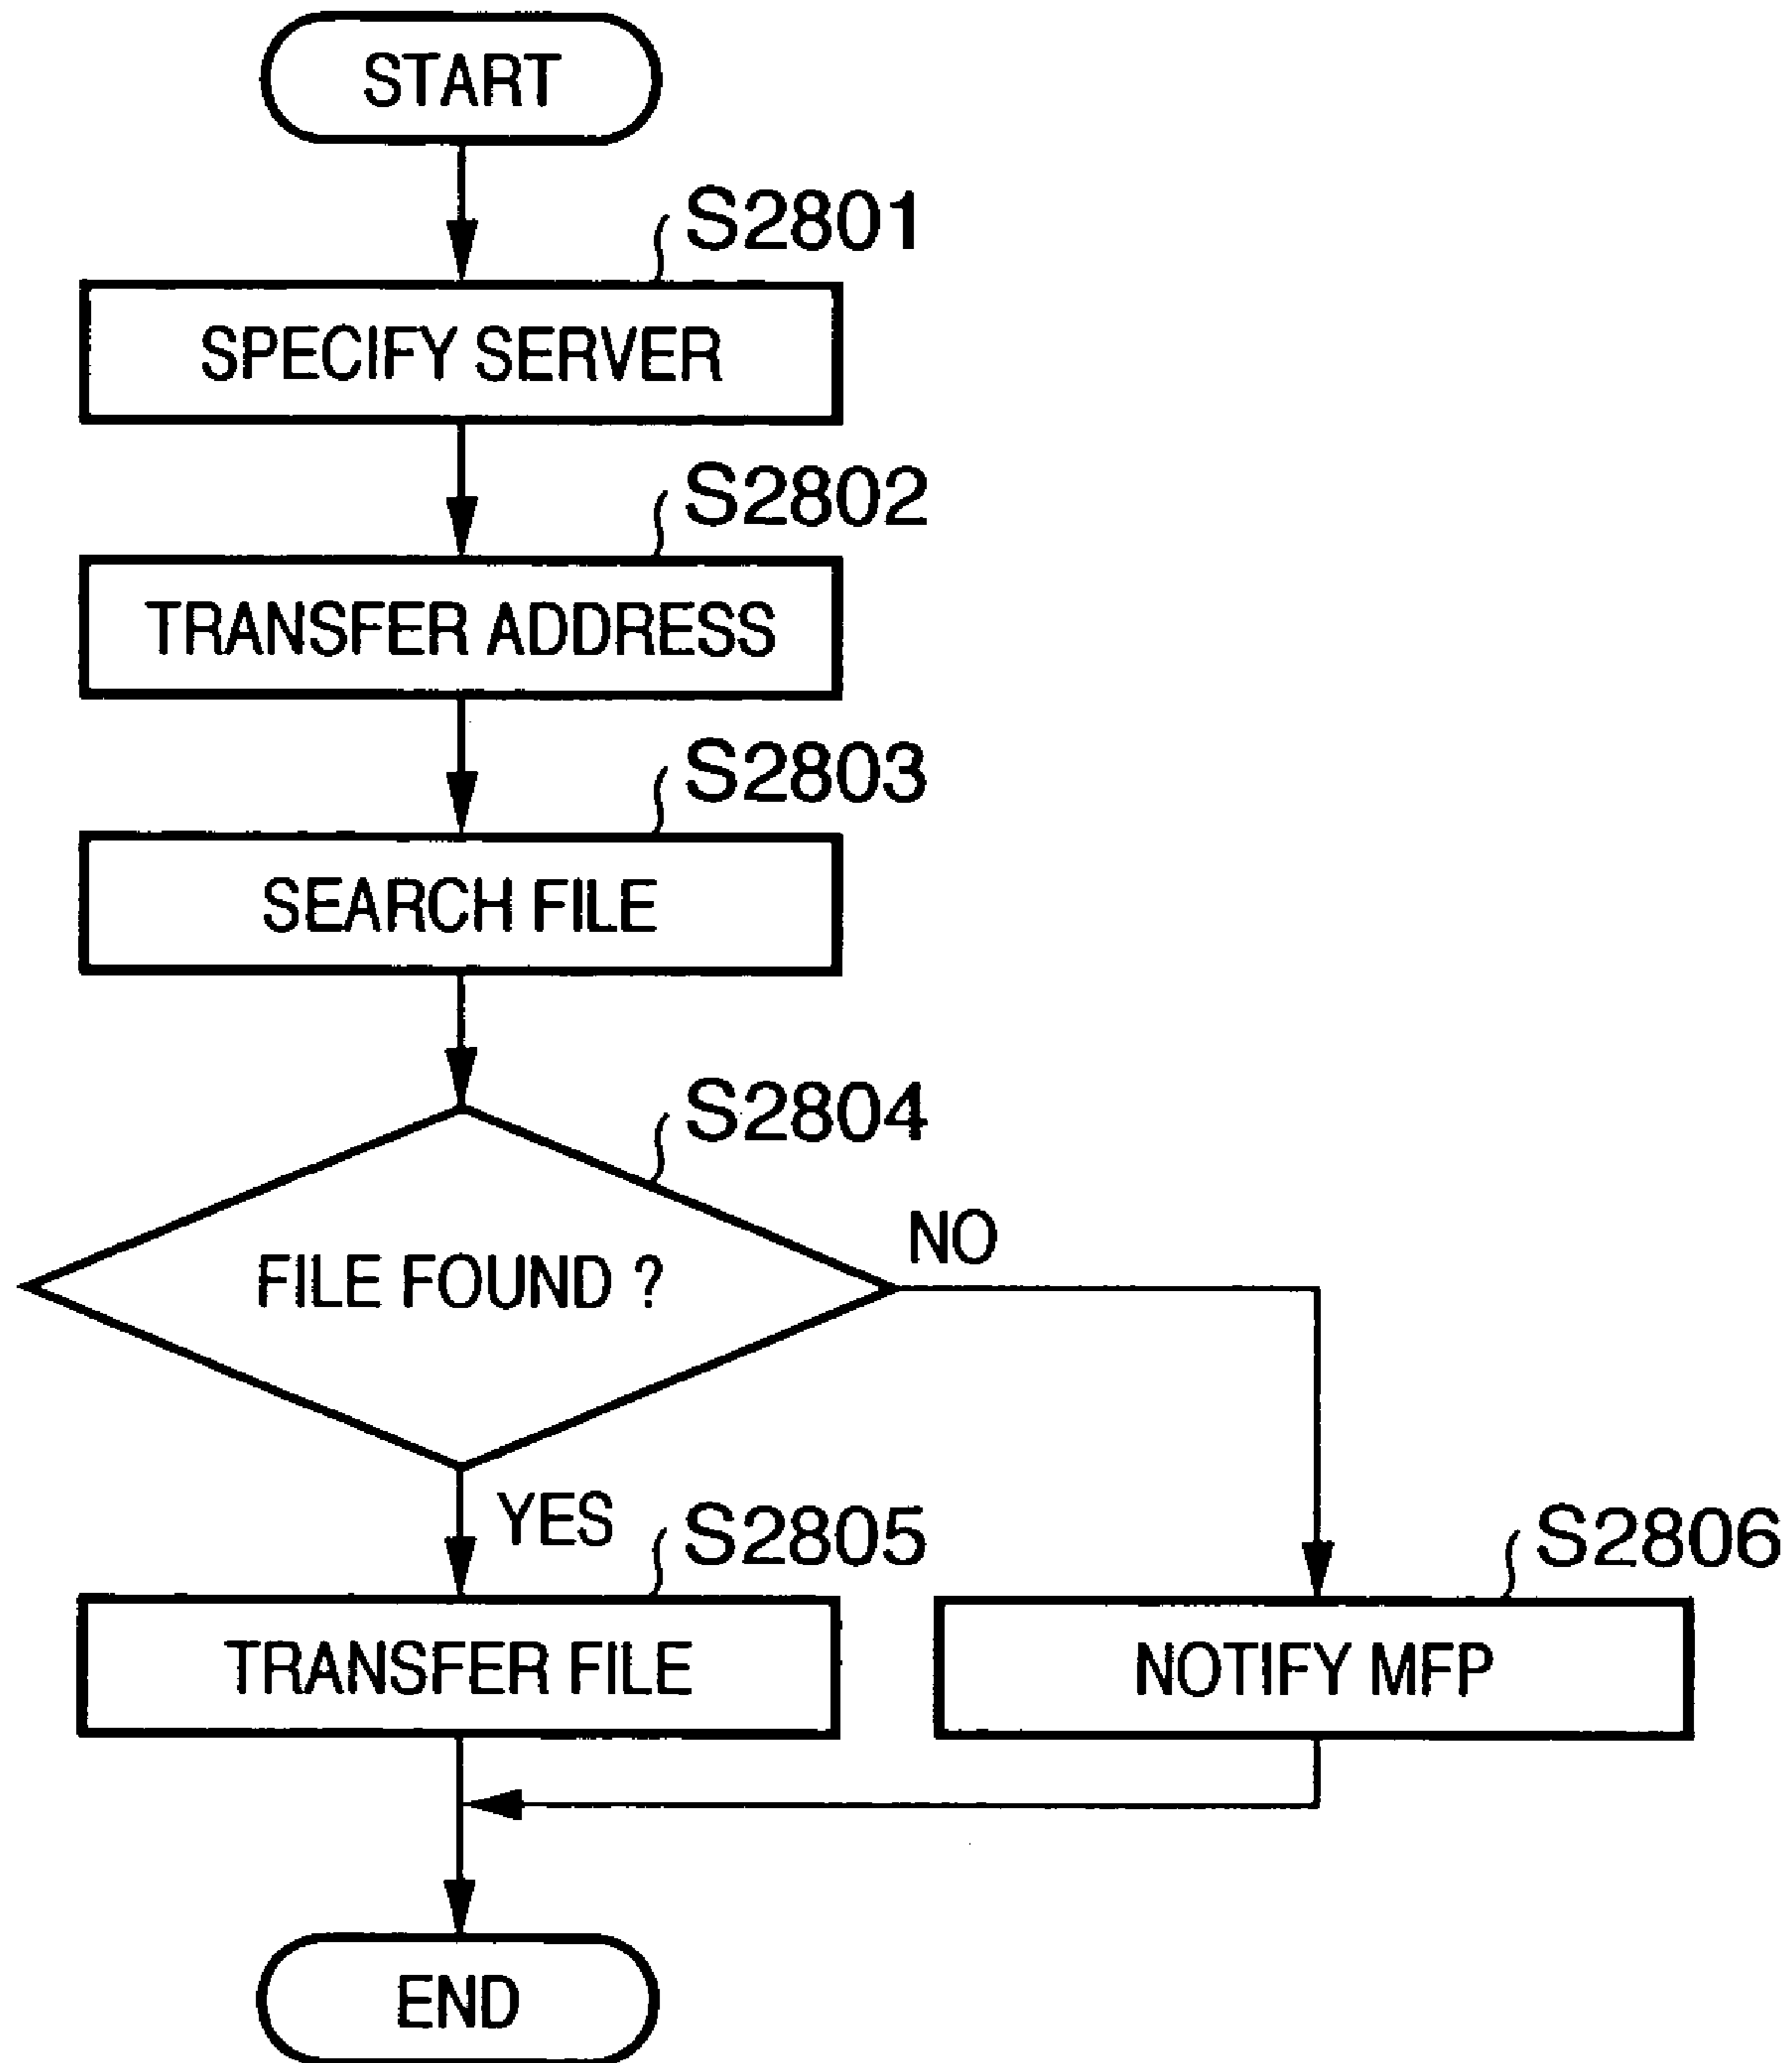 START
S2801
SPECIFY SERVER
S2802
TRANSFER ADDRESS
S2803
SEARCH FILE
S2804
FILE FOUND ?
NO
YES
S2805
TRANSFER FILE
S2806
NOTIFY MFP
END